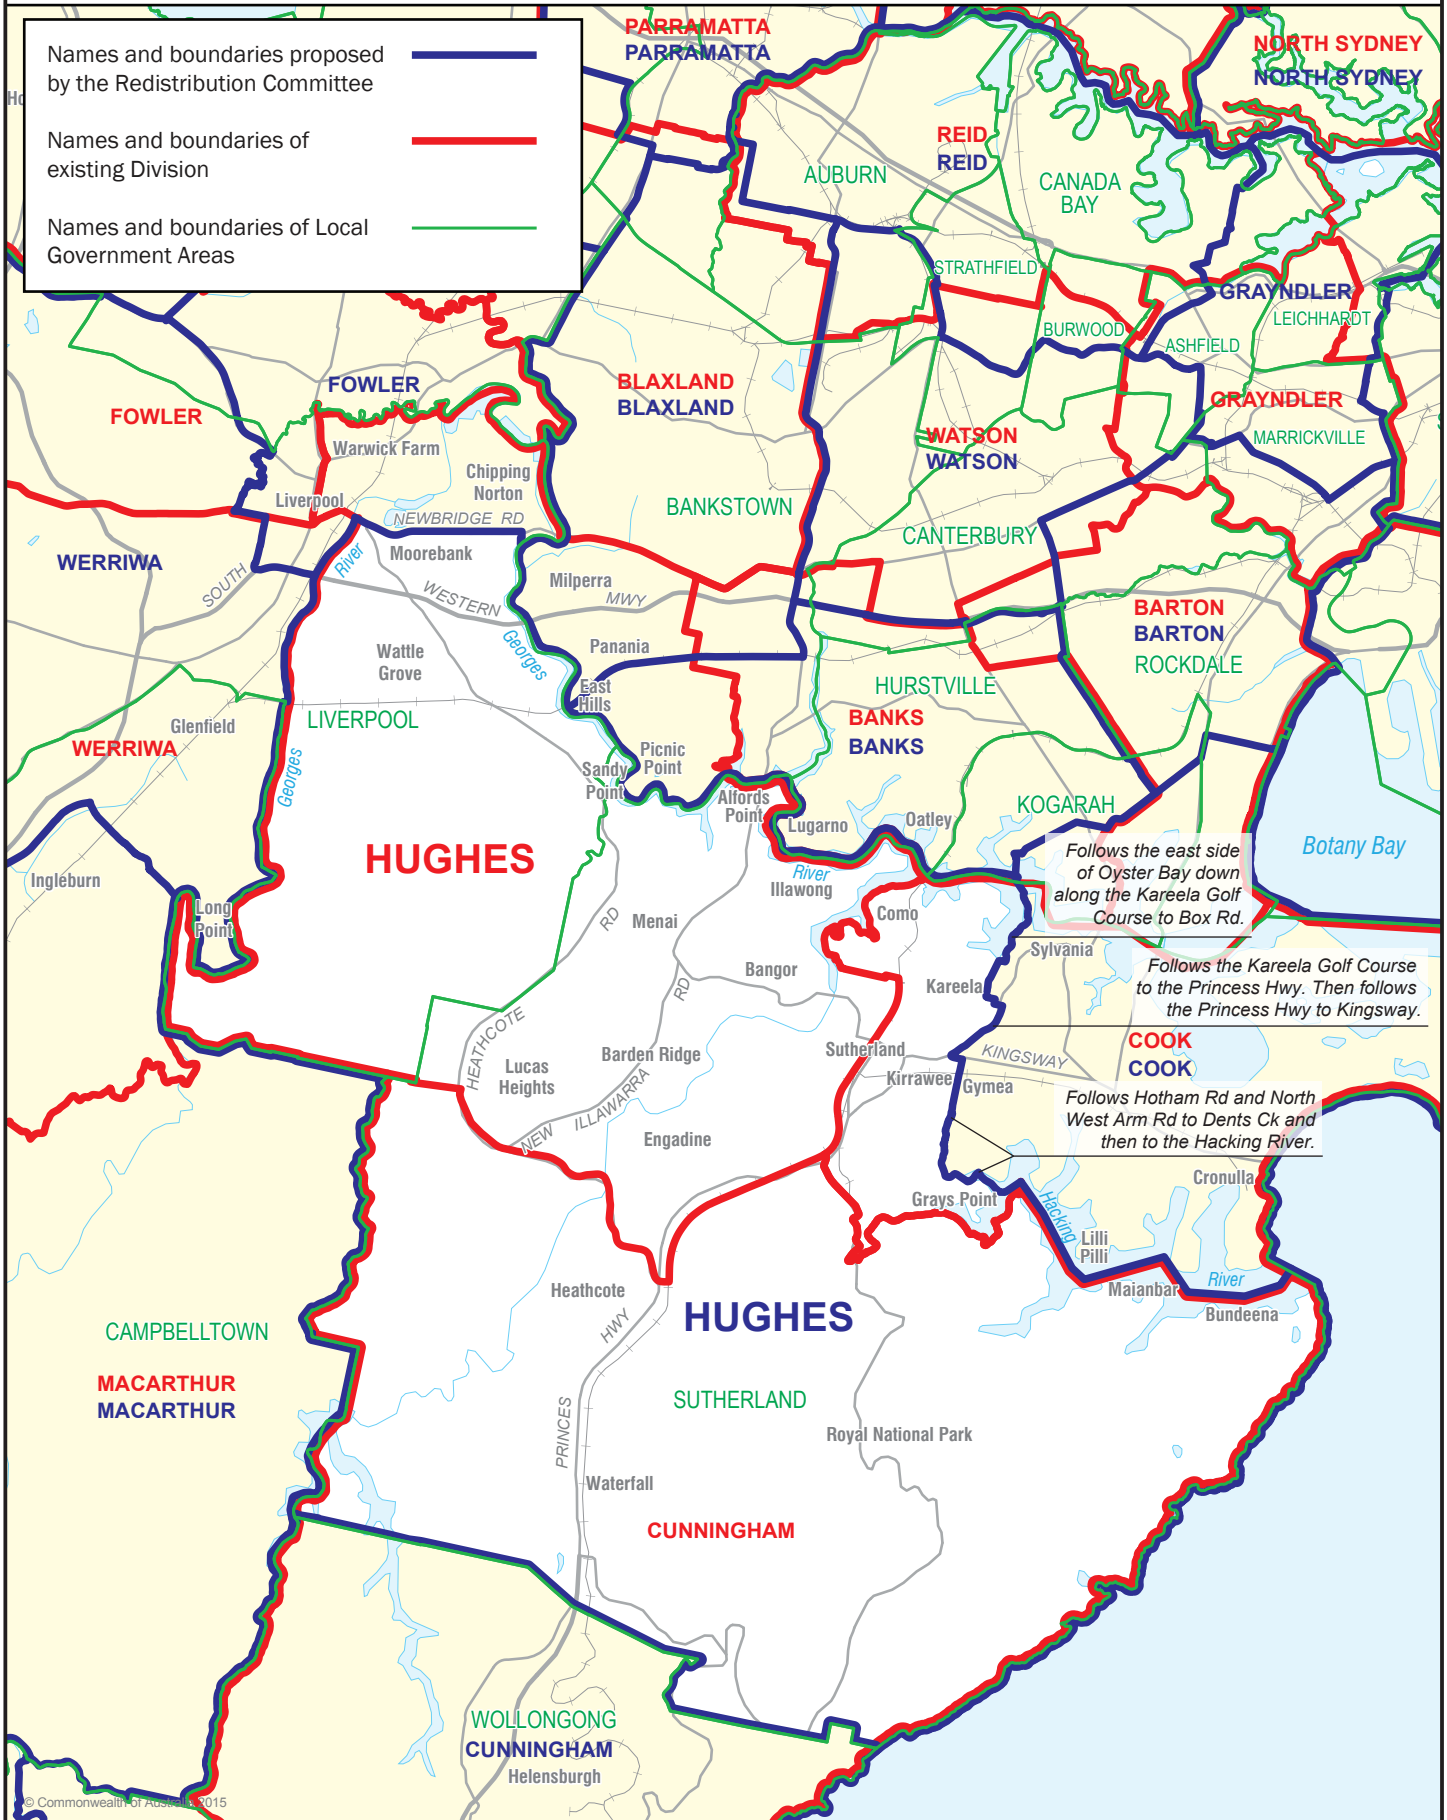 Names and boundaries proposed
by the Redistribution Committee
Names and boundaries of
existing Division
Names and boundaries of Local
Government Areas
PARRAMATTA
PARRAMATTA
NORTH SYDNEY
NORTH SYDNEY
REID
REID
AUBURN
CANADA
BAY
STRATHFIELD
GRAYNDLER
LEICHHARDT
BURWOOD
ASHFIELD
FOWLER
FOWLER
BLAXLAND
BLAXLAND
GRAYNDLER
MARRICKVILLE
WATSON
WATSON
Warwick Farm
Chipping
Norton
Liverpool
BANKSTOWN
NEWBRIDGE RD
CANTERBURY
WERRIWA
Moorebank
River
SOUTH
WESTERN
MWY
Milperra
BARTON
BARTON
ROCKDALE
Georges
Panania
Wattle
Grove
East
Hills
HURSTVILLE
LIVERPOOL
BANKS
BANKS
Glenfield
WERRIWA
Georges
Picnic
Point
Sandy
Point
Alfords
Point
KOGARAH
Lugarno
Oatley
Botany Bay
HUGHES
River
Illawong
Follows the east side
of Oyster Bay down
along the Kareela Golf
Course to Box Rd.
Ingleburn
Long
Point
RD
Menai
Como
Sylvania
Bangor
RD
Kareela
Follows the Kareela Golf Course
to the Princess Hwy. Then follows
the Princess Hwy to Kingsway.
HEATHCOTE
Lucas
Heights
Barden Ridge
Sutherland
KINGSWAY
COOK
COOK
Kirrawee
Gymea
NEW
ILLAWARRA
Engadine
Follows Hotham Rd and North
West Arm Rd to Dents Ck and
then to the Hacking River.
Cronulla
Grays Point
Hacking
Lilli
Pilli
River
Maianbar
Bundeena
Heathcote
HWY
HUGHES
CAMPBELLTOWN
MACARTHUR
MACARTHUR
SUTHERLAND
PRINCES
Royal National Park
Waterfall
CUNNINGHAM
WOLLONGONG
CUNNINGHAM
Helensburgh
© Commonwealth of Australia 2015